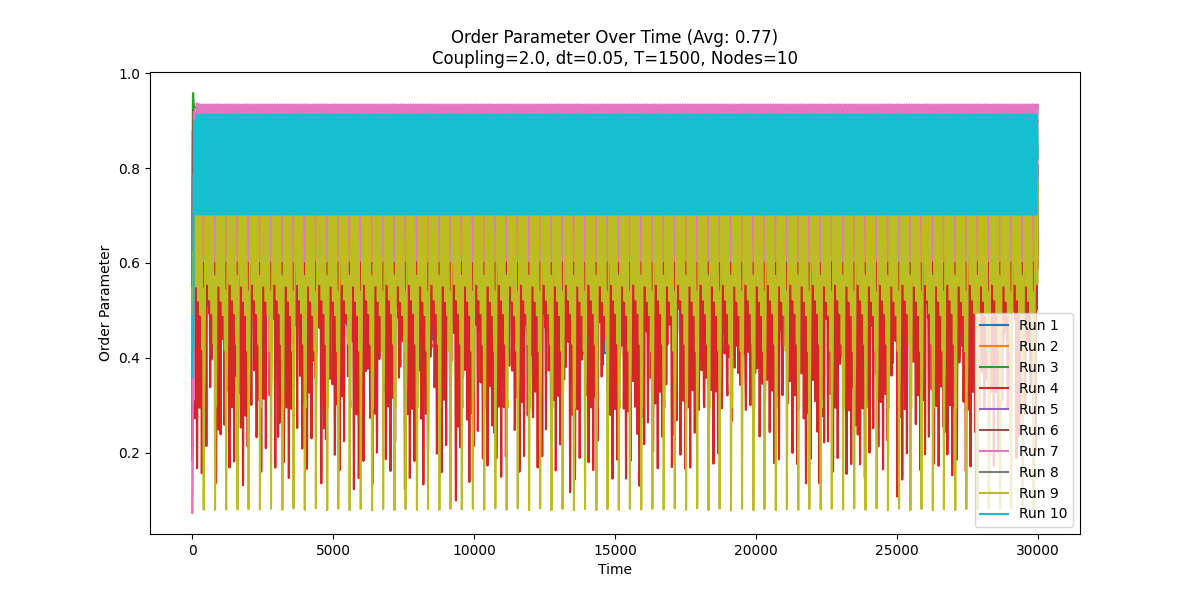 Order Parameter Over Time (Avg: 0.77)
Coupling=2.0, dt=0.05, T=1500, Nodes=10
Order Parameter
1.0
0.8
0.6
0.4
0.2
0
5000
10000
15000
20000
25000
30000
Time
Run 1
Run 2
Run 3
Run 4
Run 5
Run 6
Run 7
Run 8
Run 9
Run 10